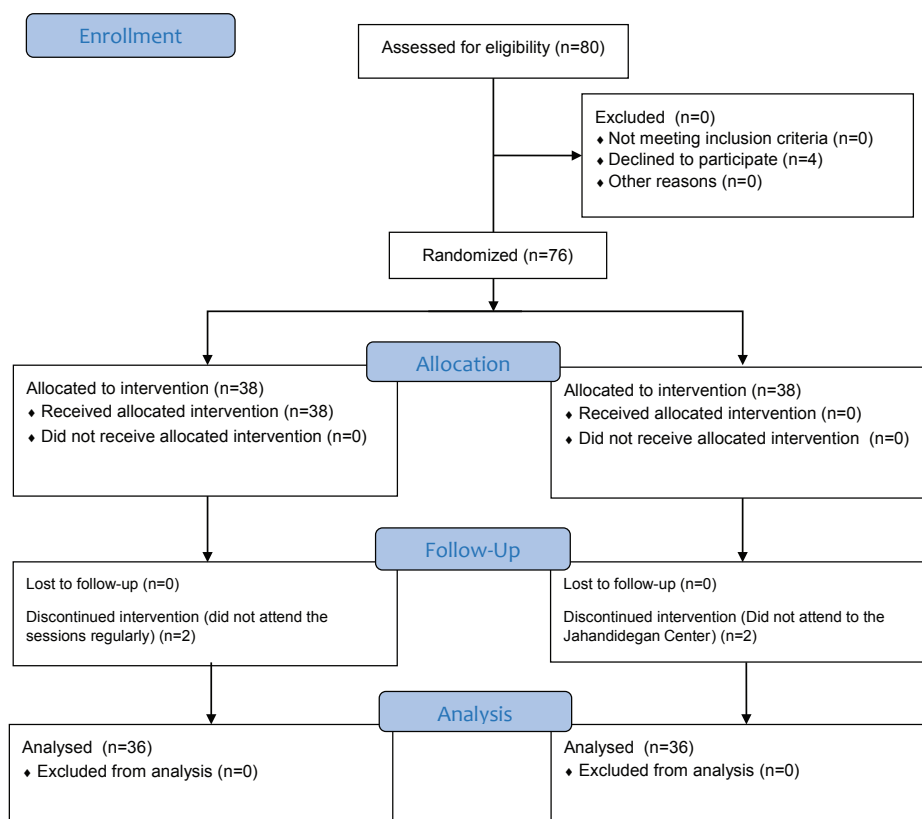 Enrollment
Assessed for eligibility (n=80)
Excluded (n=0)
♦ Not meeting inclusion criteria (n=0)
♦ Declined to participate (n=4)
♦ Other reasons (n=0)
Randomized (n=76)
Allocation
Allocated to intervention (n=38)
♦ Received allocated intervention (n=38)
♦ Did not receive allocated intervention (n=0)
Allocated to intervention (n=38)
♦ Received allocated intervention (n=0)
♦ Did not receive allocated intervention (n=0)
Follow-Up
Lost to follow-up (n=0)
Discontinued intervention (did not attend the
sessions regularly) (n=2)
Lost to follow-up (n=0)
Discontinued intervention (Did not attend to the
Jahandidegan Center) (n=2)
Analysis
Analysed (n=36)
♦ Excluded from analysis (n=0)
Analysed (n=36)
♦ Excluded from analysis (n=0)